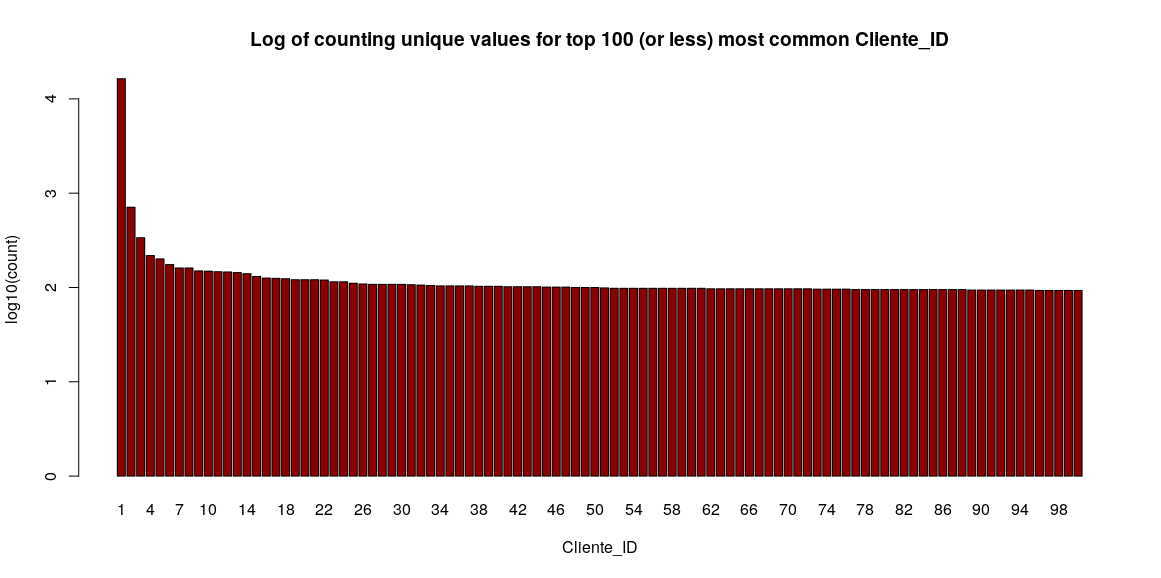 Log of counting unique values for top 100 (or less) most common Cliente_ID
log10(count)
4
3
2
1
0
1 4 7 10 14 18 22 26 30 34 38 42 46 50 54 58 62 66 70 74 78 82 86 90 94 98
Cliente_ID